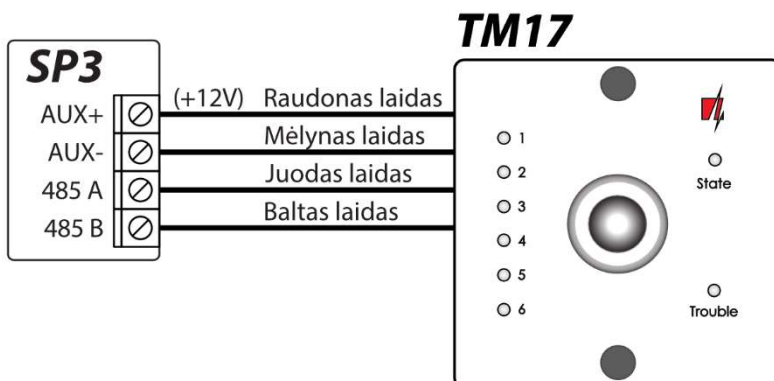 TM17
SP3
AUX+ (+12V) Raudonas laidas
AUX- Mėlynas laidas
485 A Juodas laidas
485 B Baltas laidas
1
2
3
4
5
6
State
Trouble